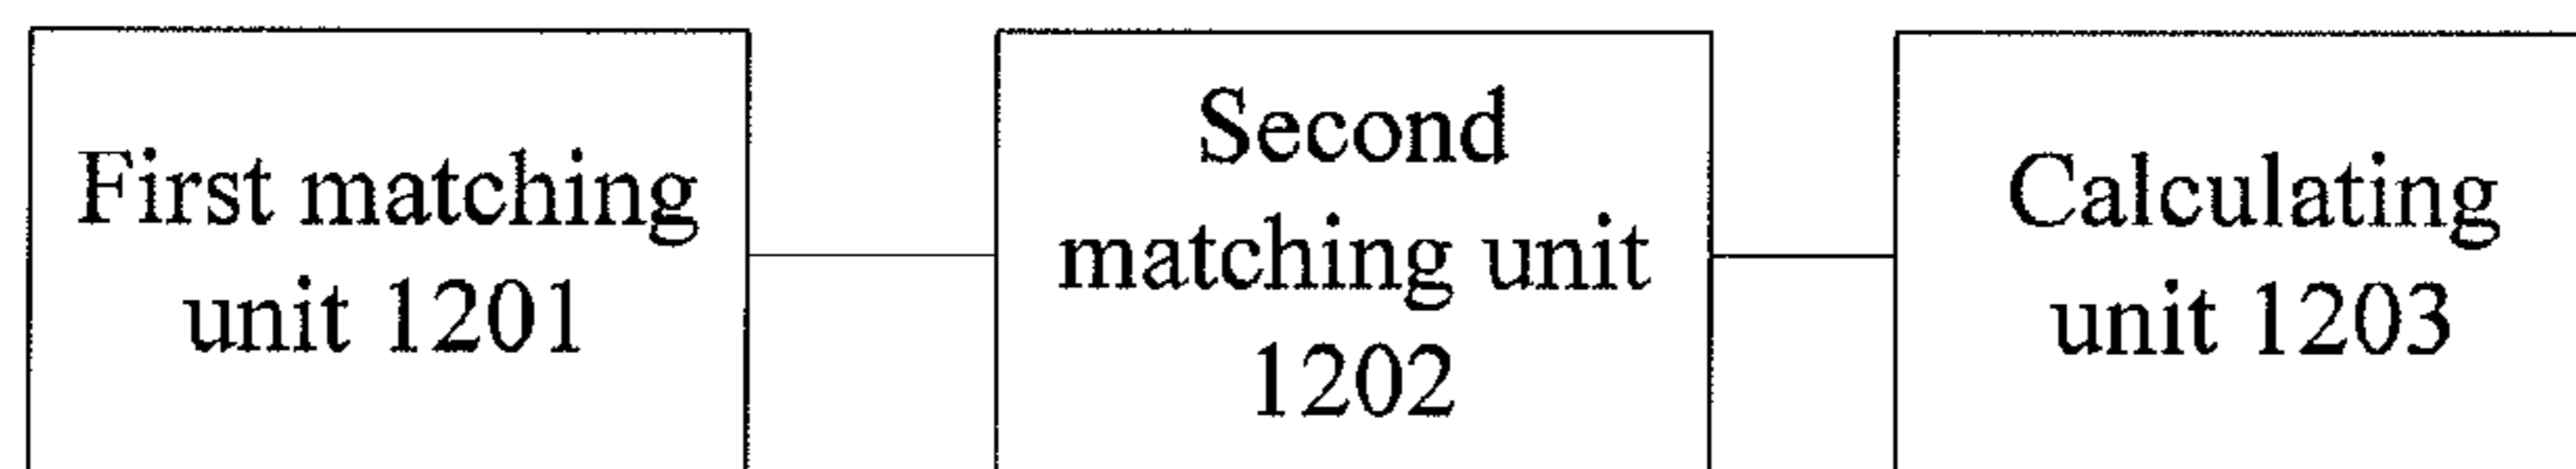 First matching
unit 1201
Second
matching unit
1202
Calculating
unit 1203